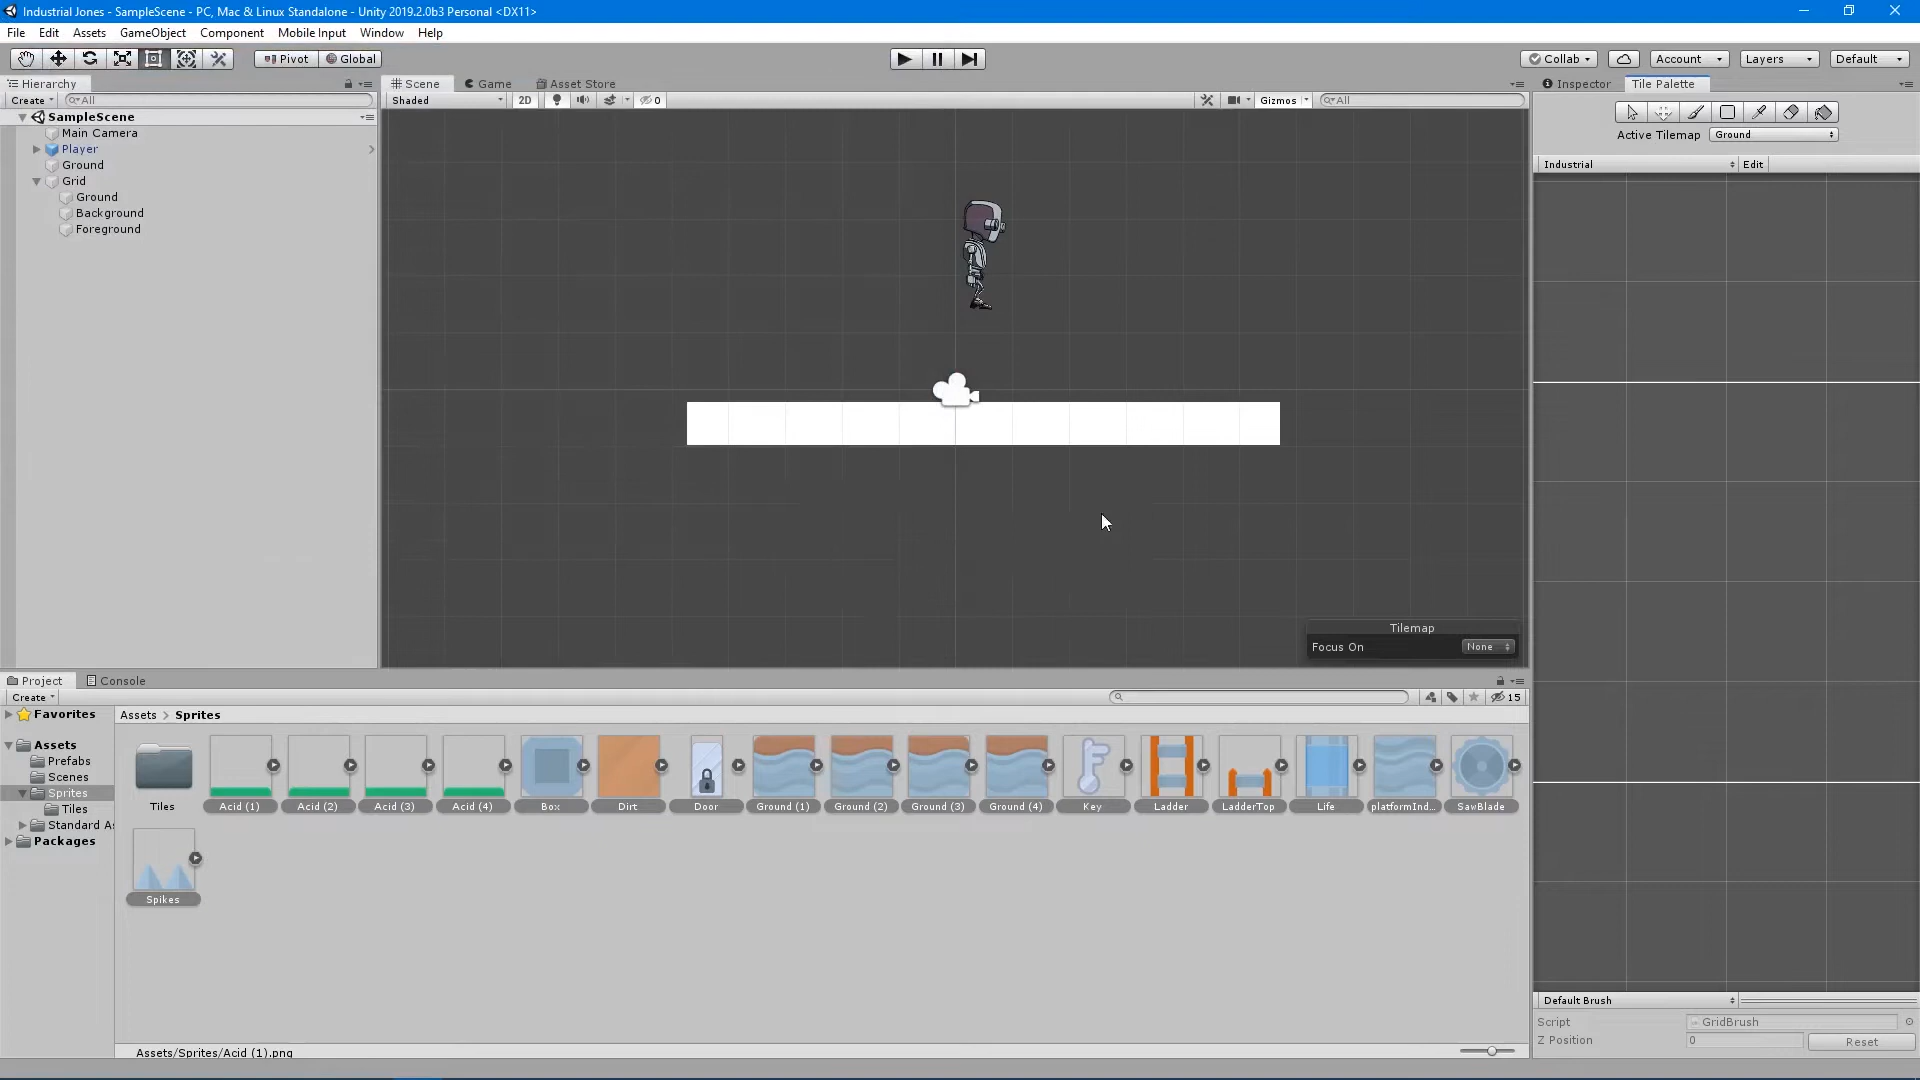 Industrial Jones - SampleScene - PC, Mac & Linux Standalone - Unity 2019.2.0b3 Personal <DX11>
File Edit Assets GameObject Component Mobile Input Window Help
Pivot Global Collab Account Layers Default
Hierarchy
Create All
SampleScene
Main Camera
Player
Ground
Grid
Ground
Background
Foreground
Scene Game Asset Store
Shaded 2D 0 Gizmos All
Tilemap
Focus On None
Inspector Tile Palette
Active Tilemap Ground
Industrial Edit
Default Brush
Script GridBrush
Z Position 0 Reset
Project Console
Create 15
Favorites
Assets
Prefabs
Scenes
Sprites
Tiles
Standard As
Packages
Assets > Sprites
Tiles Acid (1) Acid (2) Acid (3) Acid (4) Box Dirt Door Ground (1) Ground (2) Ground (3) Ground (4) Key Ladder LadderTop Life platformInd... SawBlade
Spikes
Assets/Sprites/Acid (1).png